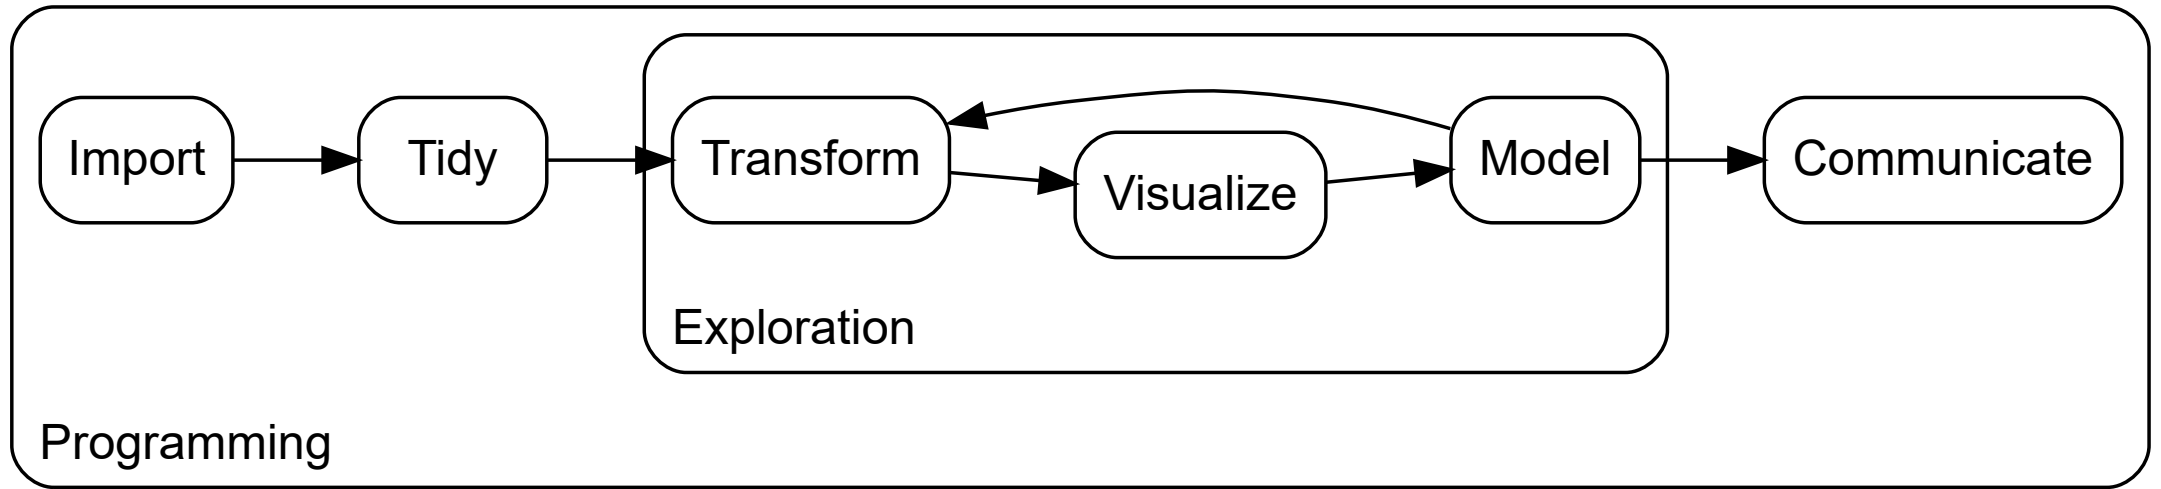 Import
Tidy
Transform
Visualize
Model
Communicate
Exploration
Programming